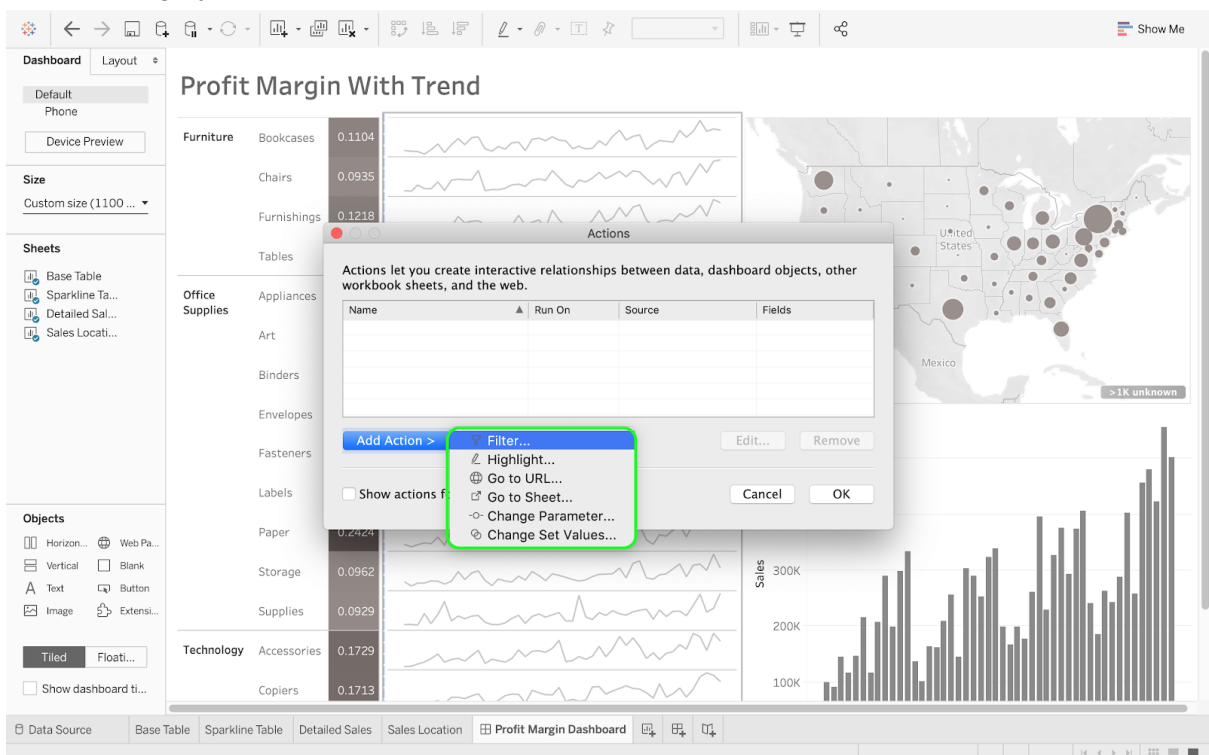 Show Me
Dashboard Layout
Default
Phone
Device Preview
Size
Custom size (1100 ...
Sheets
Base Table
Sparkline Ta...
Detailed Sal...
Sales Locati...
Objects
Horizon... Web Pa...
Vertical Blank
A Text Button
Image Extensi...
Tiled Floati...
Show dashboard ti...
Profit Margin With Trend
Furniture Bookcases 0.1104
Chairs 0.0935
Furnishings 0.1218
Tables
Office
Supplies
Appliances
Art
Binders
Envelopes
Fasteners
Labels
Paper 0.2424
Storage 0.0962
Supplies 0.0929
Technology Accessories 0.1729
Copiers 0.1713
Actions
Actions let you create interactive relationships between data, dashboard objects, other
workbook sheets, and the web.
Name Run On Source Fields
Add Action >
Filter...
Highlight...
Go to URL...
Go to Sheet...
Change Parameter...
Change Set Values...
Edit... Remove
Show actions f
Cancel OK
United
States
Mexico
>1K unknown
Sales
300K
200K
100K
Data Source Base Table Sparkline Table Detailed Sales Sales Location Profit Margin Dashboard